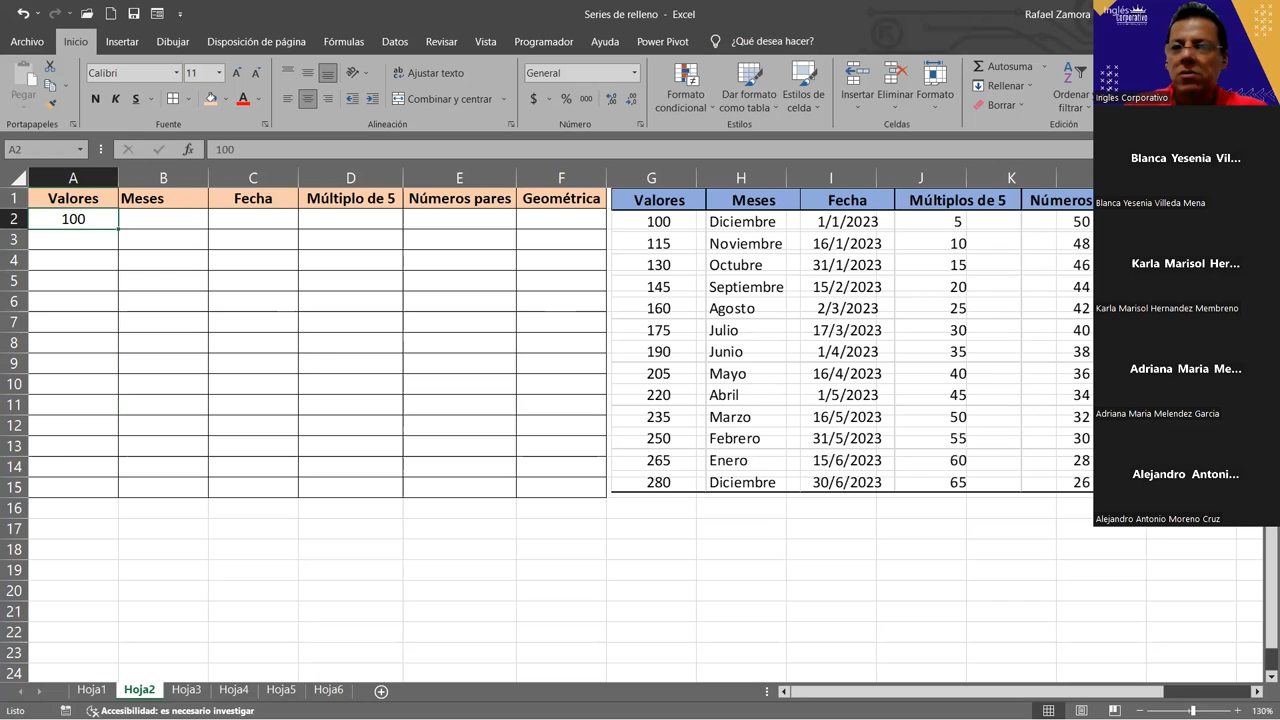 Series de relleno - Excel
Rafael Zamora
Archivo Inicio Insertar Dibujar Disposición de página Fórmulas Datos Revisar Vista Programador Ayuda Power Pivot ¿Qué desea hacer?
Pegar
Calibri 11
N K S
Ajustar texto
Combinar y centrar
General
$ % 000
Formato condicional
Dar formato como tabla
Estilos de celda
Insertar Eliminar Formato
Autosuma
Rellenar
Borrar
Ordenar
filtrar
Portapapeles Fuente Alineación Número Estilos Celdas Edición
A2 fx 100
A B C D E F G H I J K
1 Valores Meses Fecha Múltiplo de 5 Números pares Geométrica Valores Meses Fecha Múltiplos de 5 Números
2 100 100 Diciembre 1/1/2023 5 50
3 115 Noviembre 16/1/2023 10 48
4 130 Octubre 31/1/2023 15 46
5 145 Septiembre 15/2/2023 20 44
6 160 Agosto 2/3/2023 25 42
7 175 Julio 17/3/2023 30 40
8 190 Junio 1/4/2023 35 38
9 205 Mayo 16/4/2023 40 36
10 220 Abril 1/5/2023 45 34
11 235 Marzo 16/5/2023 50 32
12 250 Febrero 31/5/2023 55 30
13 265 Enero 15/6/2023 60 28
14 280 Diciembre 30/6/2023 65 26
15
16
17
18
19
20
21
22
23
24
Hoja1 Hoja2 Hoja3 Hoja4 Hoja5 Hoja6
Listo Accesibilidad: es necesario investigar 130%
Inglés
Corporativo
Ingles Corporativo
Blanca Yesenia Vil...
Blanca Yesenia Villeda Mena
Karla Marisol Her...
Karla Marisol Hernandez Membreno
Adriana Maria Me...
Adriana Maria Melendez Garcia
Alejandro Antoni...
Alejandro Antonio Moreno Cruz